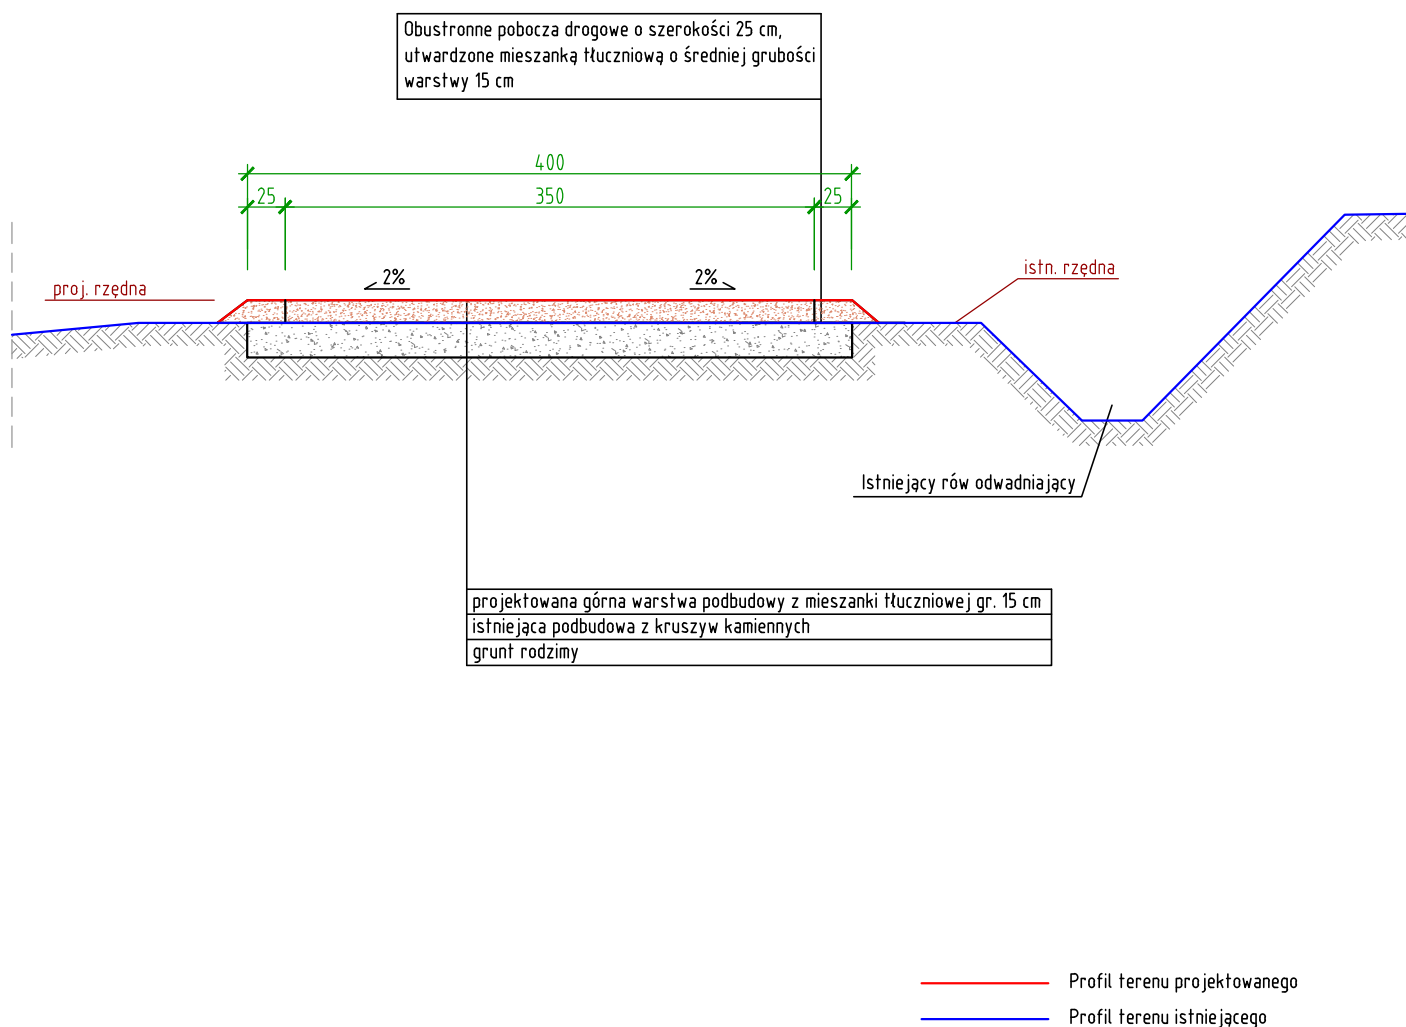 Obustronne pobocza drogowe o szerokości 25 cm,
utwardzone mieszanką tłuczniową o średniej grubości
warstwy 15 cm
400
25
350
25
2%
2%
istn. rzędna
proj. rzędna
Istniejący rów odwadniający
projektowana górna warstwa podbudowy z mieszanki tłuczniowej gr. 15 cm
istniejąca podbudowa z kruszyw kamiennych
grunt rodzimy
Profil terenu projektowanego
Profil terenu istniejącego